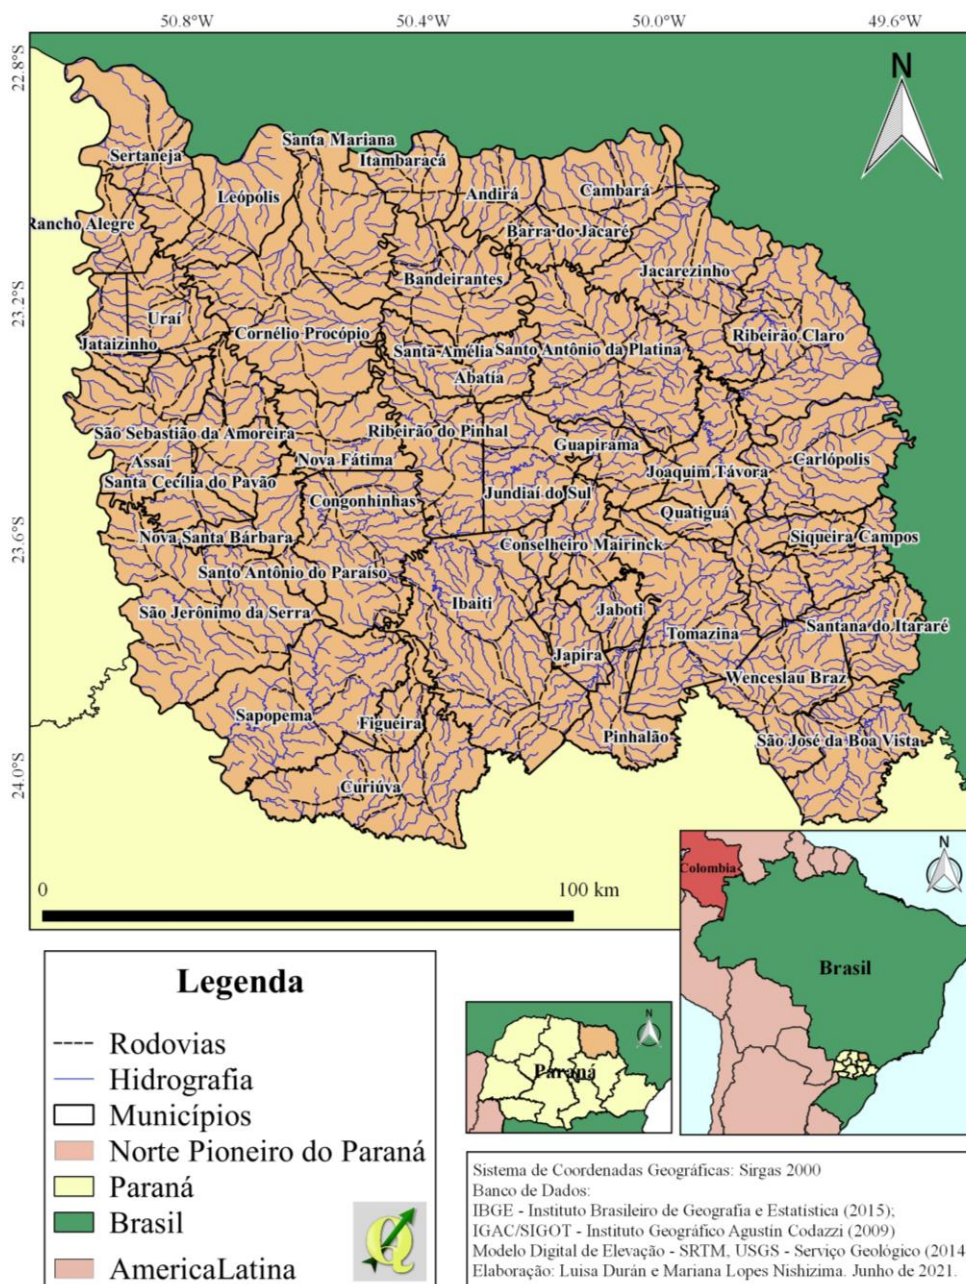 50.8°W 50.4°W 50.0°W 49.6°W
22.8°S
N
Santa Mariana
Sertaneja
Itambaracá
Leópolis
Andirá
Cambará
Rancho Alegre
Barra do Jacaré
Jacarezinho
Bandeirantes
23.2°S
Uraí
Cornélio Procópio
Ribeirão Claro
Jataizinho
Santa Amélia
Santo Antônio da Platina
Abatía
São Sebastião da Amoreira
Ribeirão do Pinhal
Guapirama
Nova Fátima
Assaí
Joaquim Távora
Carlópolis
Santa Cecília do Pavão
Congonhinhas
Jundiaí do Sul
Quatiguá
23.6°S
Nova Santa Bárbara
Conselheiro Mairinck
Siqueira Campos
Santo Antônio do Paraíso
São Jerônimo da Serra
Ibaiti
Jaboti
Tomazina
Santana do Itararé
Japira
Wenceslau Braz
Sapopema
Figueira
Pinhalão
São José da Boa Vista
24.0°S
Curiúva
0 100 km
N
Colombia
Brasil
Legenda
Rodovias
Hidrografia
Municípios
Norte Pioneiro do Paraná
Paraná
Brasil
AmericaLatina
N
Paraná
Sistema de Coordenadas Geográficas: Sirgas 2000
Banco de Dados:
IBGE - Instituto Brasileiro de Geografia e Estatística (2015);
IGAC/SIGOT - Instituto Geográfico Agustín Codazzi (2009)
Modelo Digital de Elevação - SRTM, USGS - Serviço Geológico (2014
Elaboração: Luisa Durán e Mariana Lopes Nishizima. Junho de 2021.